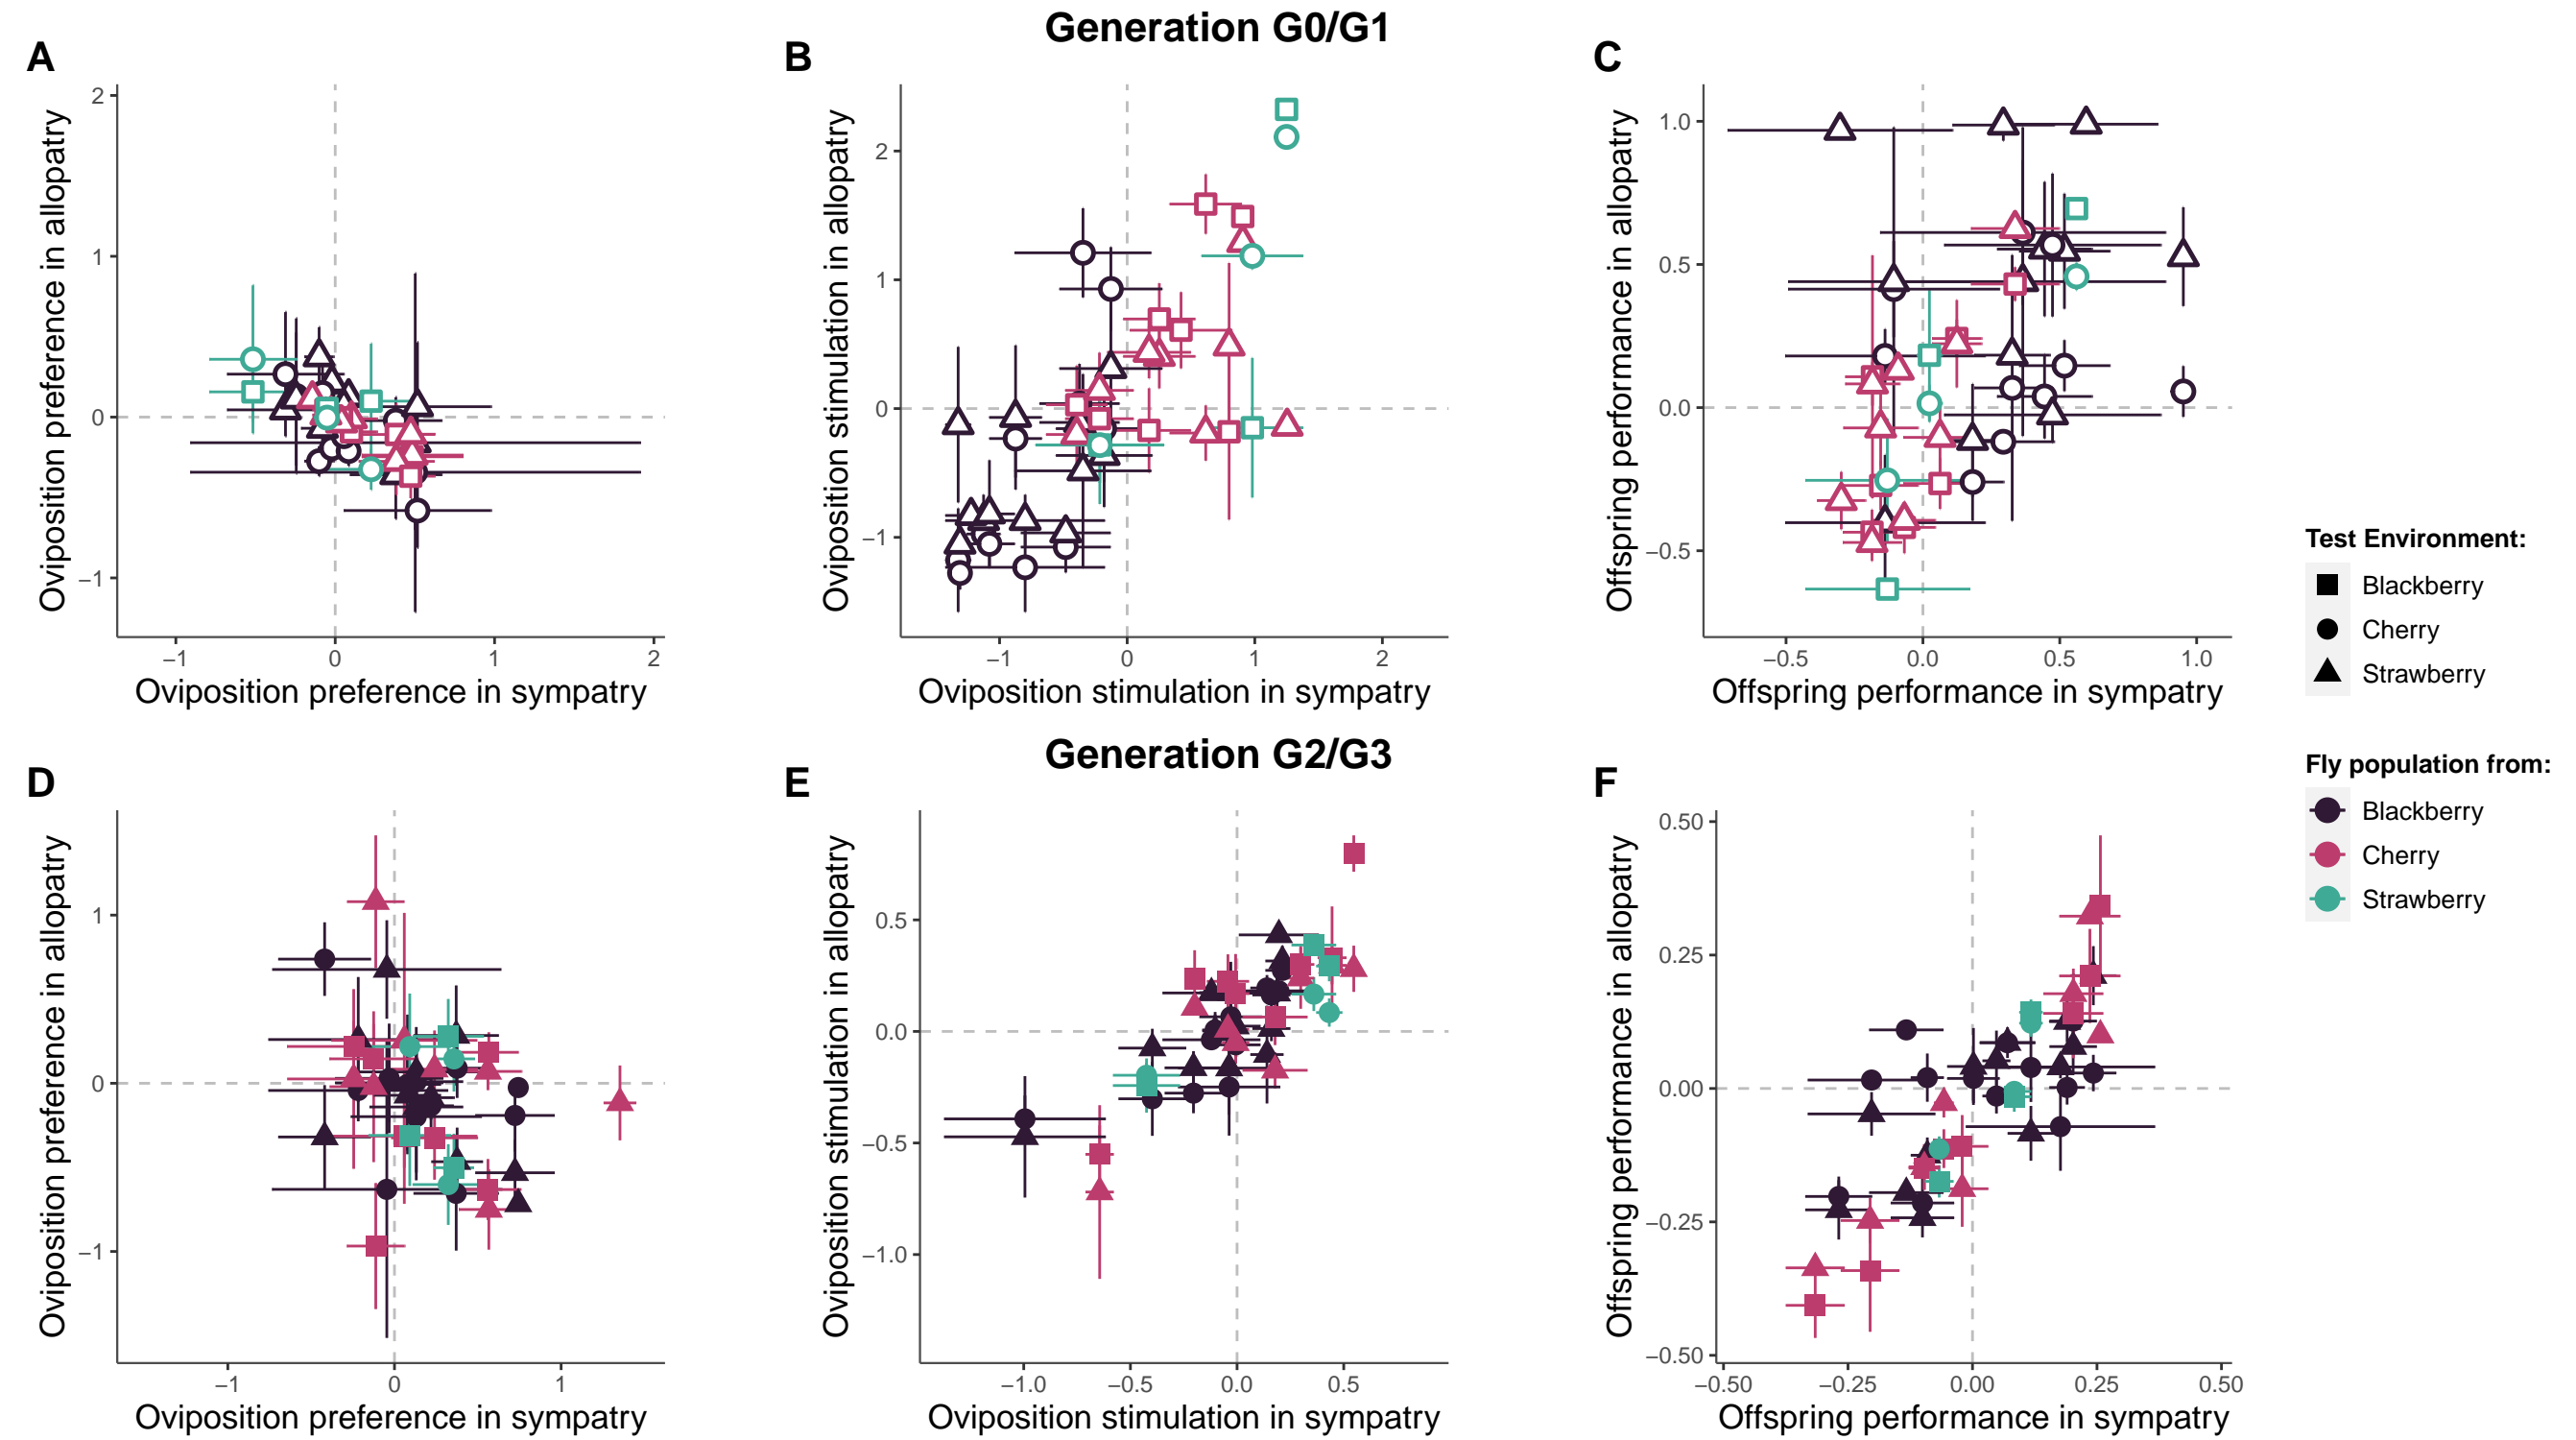 Generation G0/G1
A
B
C
Oviposition preference in allopatry
2
1
0
−1
−1
0
1
2
Oviposition preference in sympatry
Oviposition stimulation in allopatry
2
1
0
−1
−1
0
1
2
Oviposition stimulation in sympatry
Offspring performance in allopatry
1.0
0.5
0.0
−0.5
−0.5
0.0
0.5
1.0
Offspring performance in sympatry
Test Environment:
Blackberry
Cherry
Strawberry
Fly population from:
Blackberry
Cherry
Strawberry
Generation G2/G3
D
E
F
Oviposition preference in allopatry
1
0
−1
−1
0
1
Oviposition preference in sympatry
Oviposition stimulation in allopatry
0.5
0.0
−0.5
−1.0
−1.0
−0.5
0.0
0.5
Oviposition stimulation in sympatry
Offspring performance in allopatry
0.50
0.25
0.00
−0.25
−0.50
−0.50
−0.25
0.00
0.25
0.50
Offspring performance in sympatry